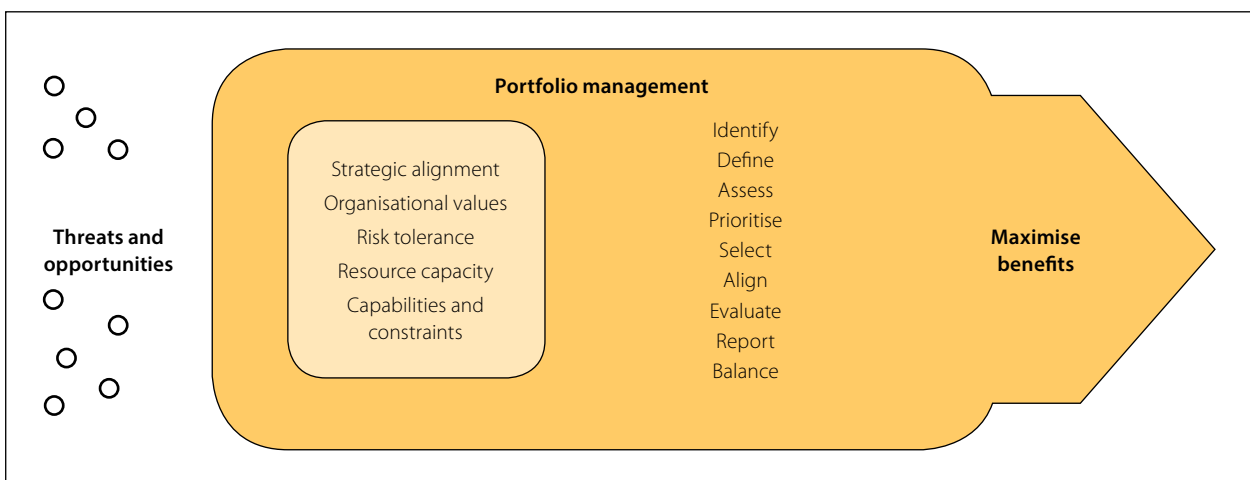 Portfolio management
Threats and
opportunities
Strategic alignment
Organisational values
Risk tolerance
Resource capacity
Capabilities and
constraints
Identify
Define
Assess
Prioritise
Select
Align
Evaluate
Report
Balance
Maximise
benefits